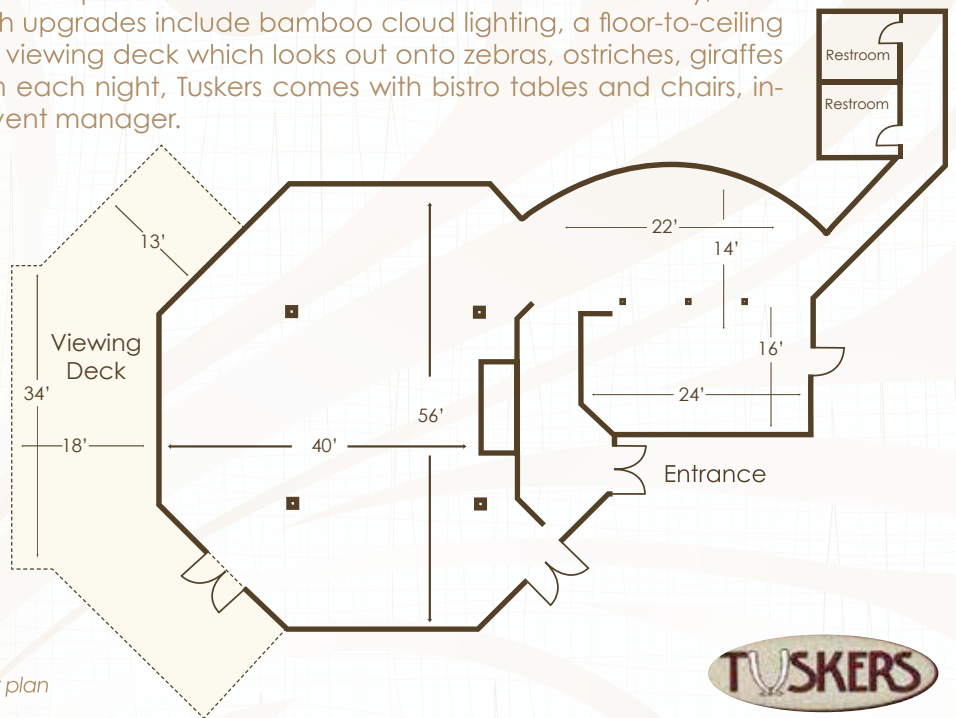 h upgrades include bamboo cloud lighting, a floor-to-ceiling
viewing deck which looks out onto zebras, ostriches, giraffes
each night, Tuskers comes with bistro tables and chairs, in-
vent manager.
Restroom
Restroom
22’
14’
13’
16’
Viewing
Deck
34’
24’
56’
18’
40’
Entrance
TUSKERS
plan